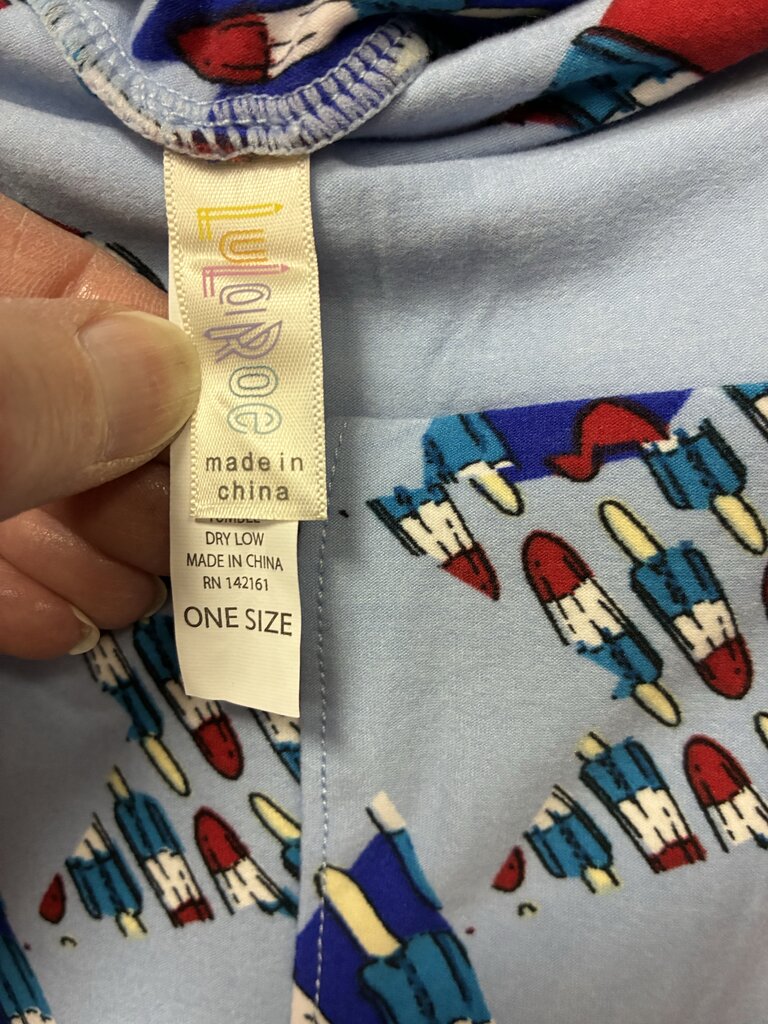 LuLaRoe
made in
china
TUMBLE
DRY LOW
MADE IN CHINA
RN 142161
ONE SIZE